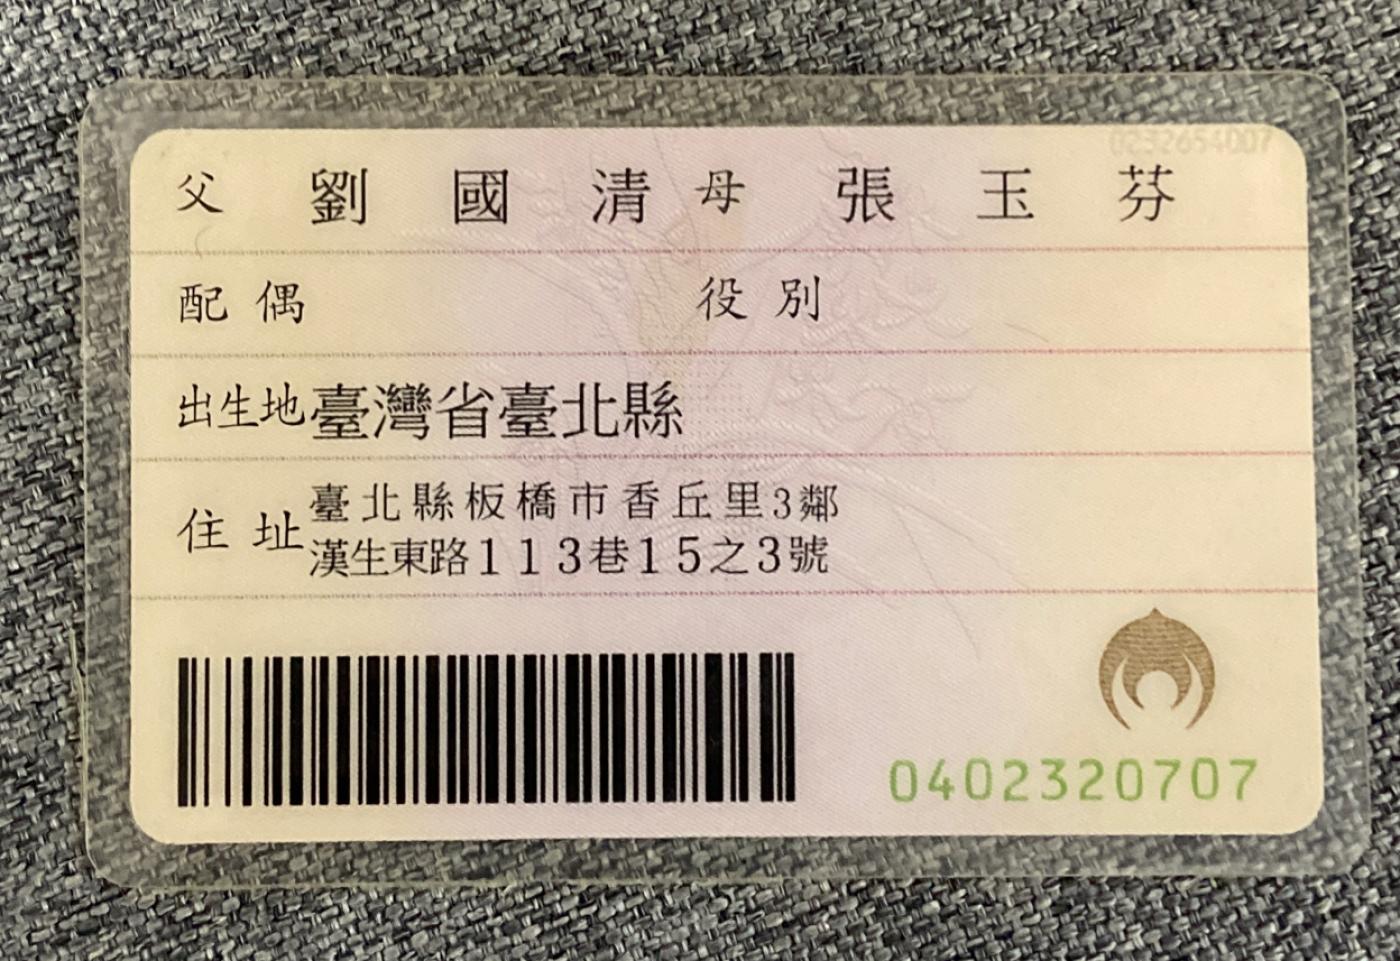 0232654007
父 劉國清 母 張玉芬
配偶 役別
出生地 臺灣省臺北縣
住址 臺北縣板橋市香丘里3鄰
漢生東路113巷15之3號
0402320707